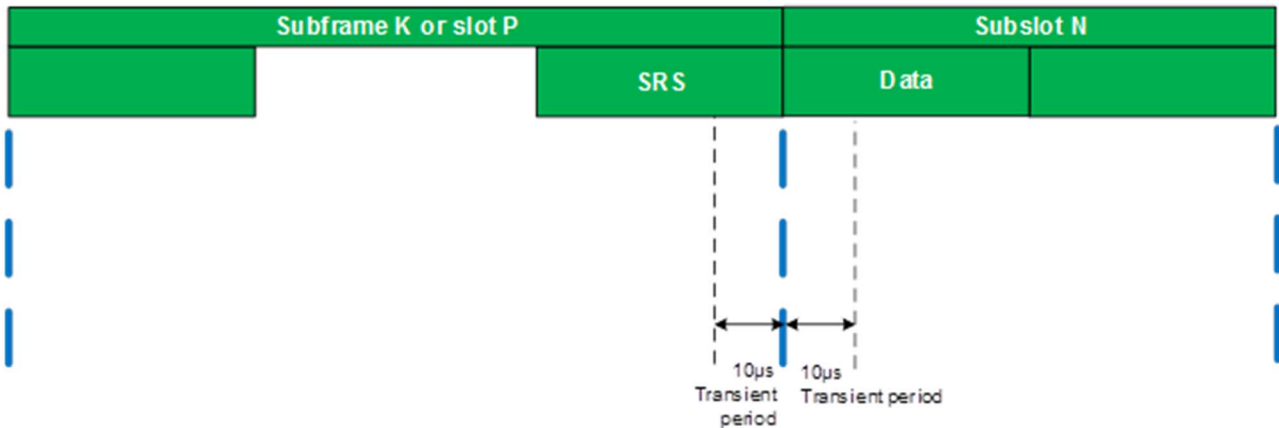 Subframe K or slot P
Subslot N
SRS
Data
10µs
Transient
period
10µs
Transient period